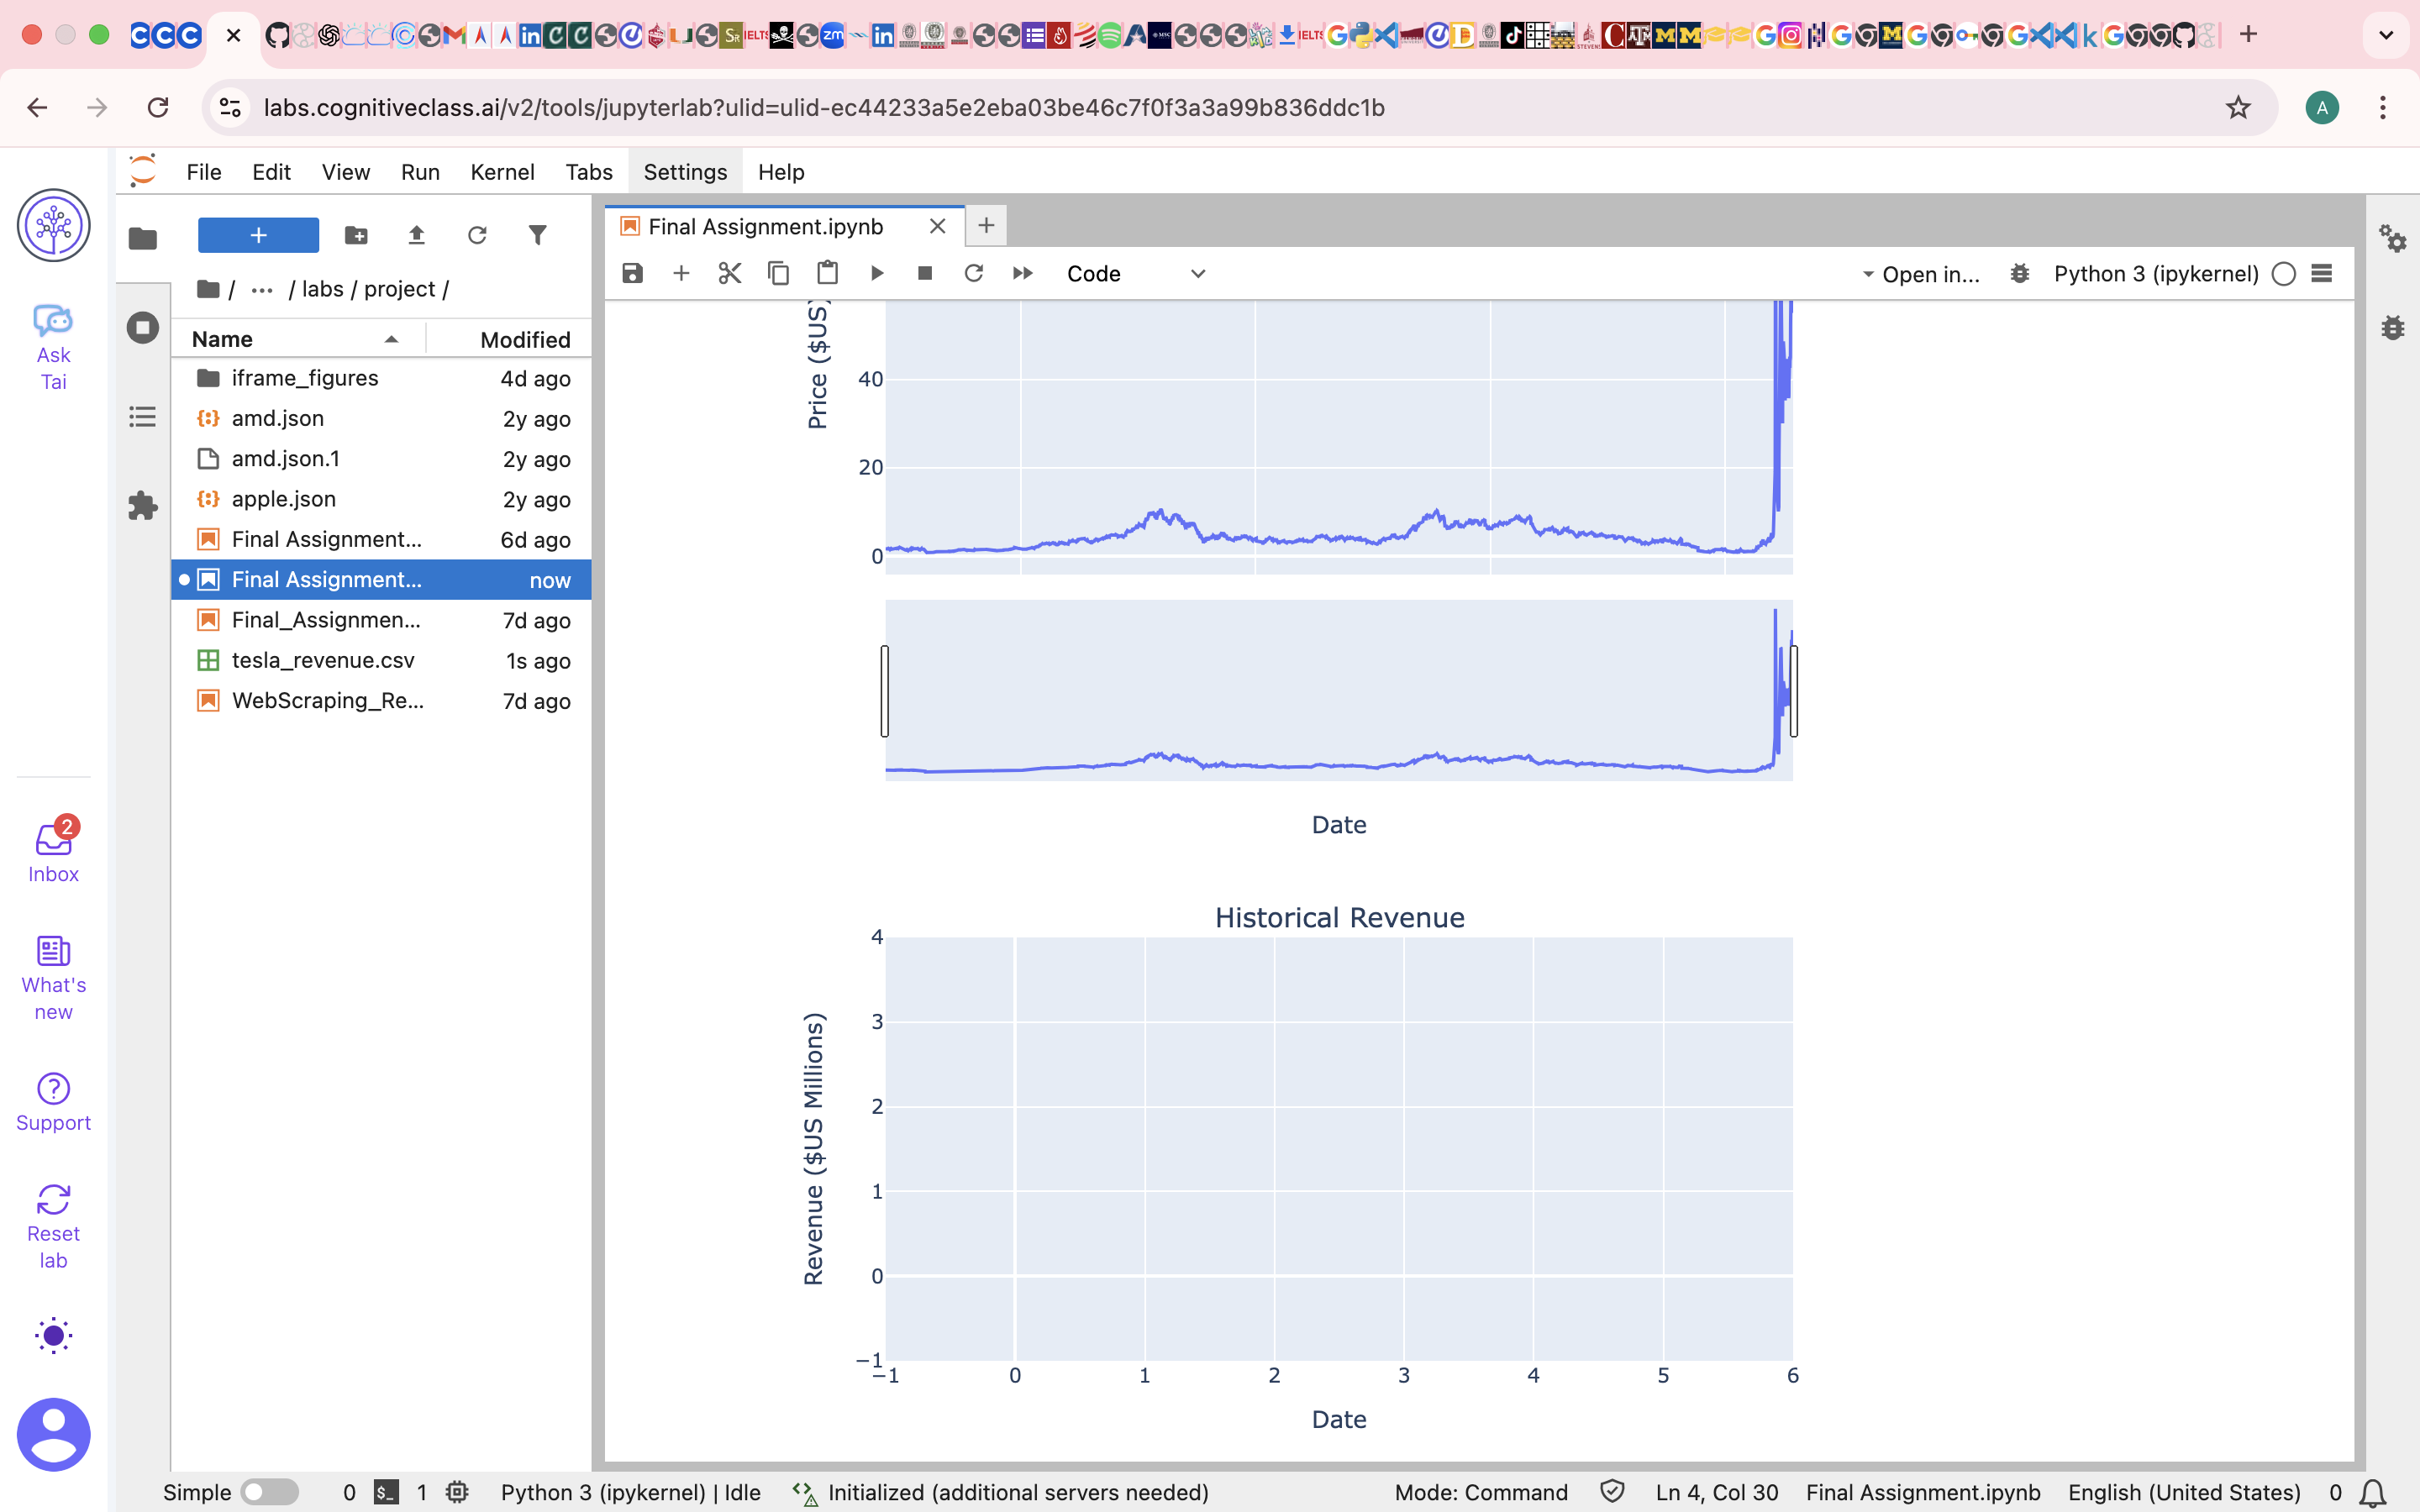 labs.cognitiveclass.ai/v2/tools/jupyterlab?ulid=ulid-ec44233a5e2eba03be46c7f0f3a3a99b836ddc1b
A
File Edit View Run Kernel Tabs Settings Help
Ask
Tai
Inbox
2
What's
new
Support
Reset
lab
/ ... / labs / project /
Name Modified
iframe_figures 4d ago
amd.json 2y ago
amd.json.1 2y ago
apple.json 2y ago
Final Assignment... 6d ago
Final Assignment... now
Final_Assignmen... 7d ago
tesla_revenue.csv 1s ago
WebScraping_Re... 7d ago
Final Assignment.ipynb
Code
Open in...
Python 3 (ipykernel)
Price ($US)
40
20
0
Date
Historical Revenue
Revenue ($US Millions)
4
3
2
1
0
−1
−1 0 1 2 3 4 5 6
Date
Simple 0 $_ 1 Python 3 (ipykernel) | Idle Initialized (additional servers needed) Mode: Command Ln 4, Col 30 Final Assignment.ipynb English (United States) 0